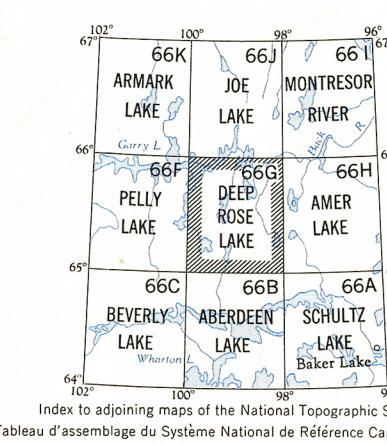 102° 100° 98° 96°
67°
66K 66J 66 I
ARMARK JOE MONTRESOR
LAKE LAKE RIVER
Garry L. Back R.
66°
66F 66G 66H
PELLY DEEP AMER
LAKE ROSE LAKE
LAKE
65°
66C 66B 66A
BEVERLY ABERDEEN SCHULTZ
LAKE LAKE LAKE
Wharton L. Baker Lake
64°
102° 100° 98°
Index to adjoining maps of the National Topographic S
Tableau d'assemblage du Système National de Référence Ca